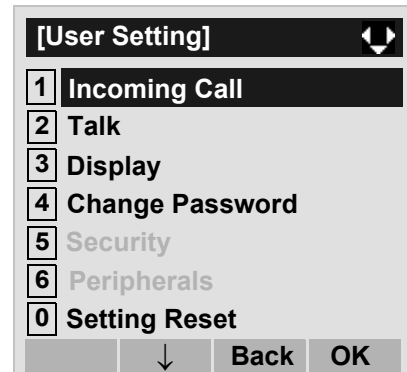 [User Setting]
1 Incoming Call
2 Talk
3 Display
4 Change Password
5 Security
6 Peripherals
0 Setting Reset
↓ Back OK